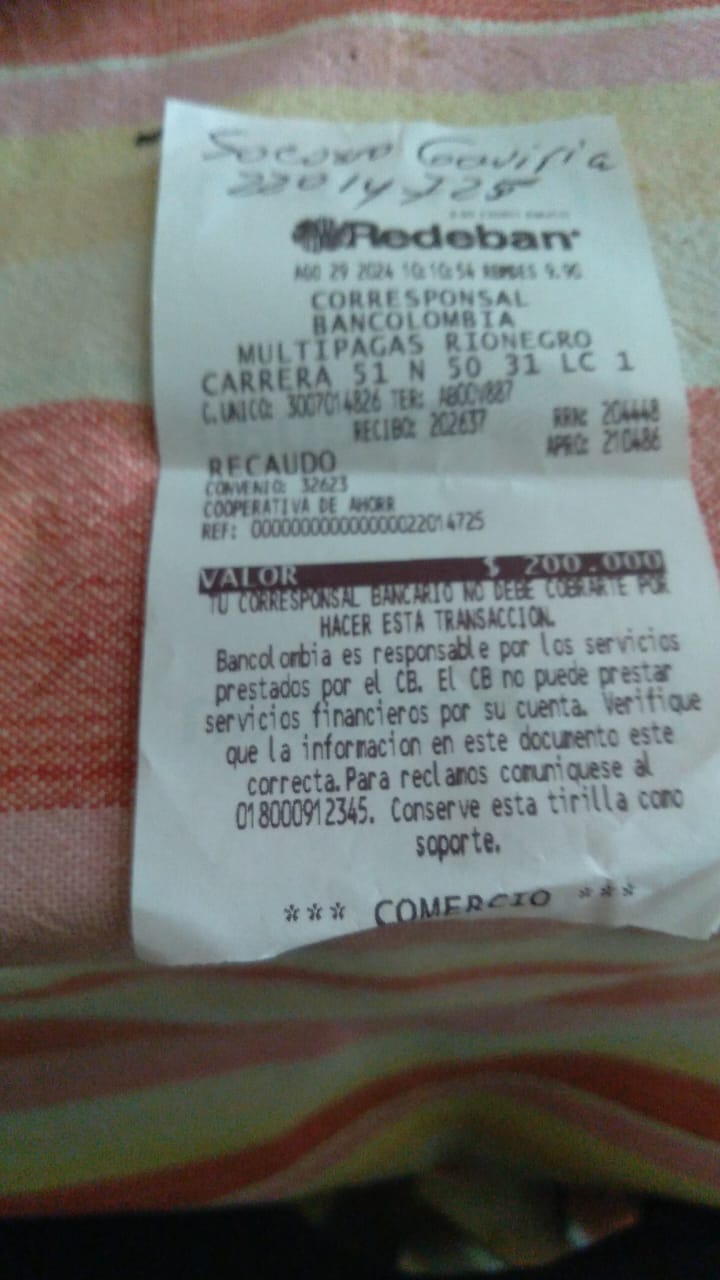 Socorro Gaviria
22014725
Redeban
AGO 29 2024 10:10:54 RBMDES 9.90
CORRESPONSAL
BANCOLOMBIA
MULTIPAGAS RIONEGRO
CARRERA 51 N 50 31 LC 1
C.UNICO: 3007014826 TER: ABOOV887
RECIBO: 202637 RRN: 204448
APRO: 210486
RECAUDO
CONVENIO: 32623
COOPERATIVA DE AHORR
REF: 0000000000000000022014725
VALOR $ 200.000
TU CORRESPONSAL BANCARIO NO DEBE COBRARTE POR
HACER ESTA TRANSACCION.
Bancolombia es responsable por los servicios
prestados por el CB. El CB no puede prestar
servicios financieros por su cuenta. Verifique
que la informacion en este documento este
correcta.Para reclamos comuniquese al
018000912345. Conserve esta tirilla como
soporte.
*** COMERCIO ***